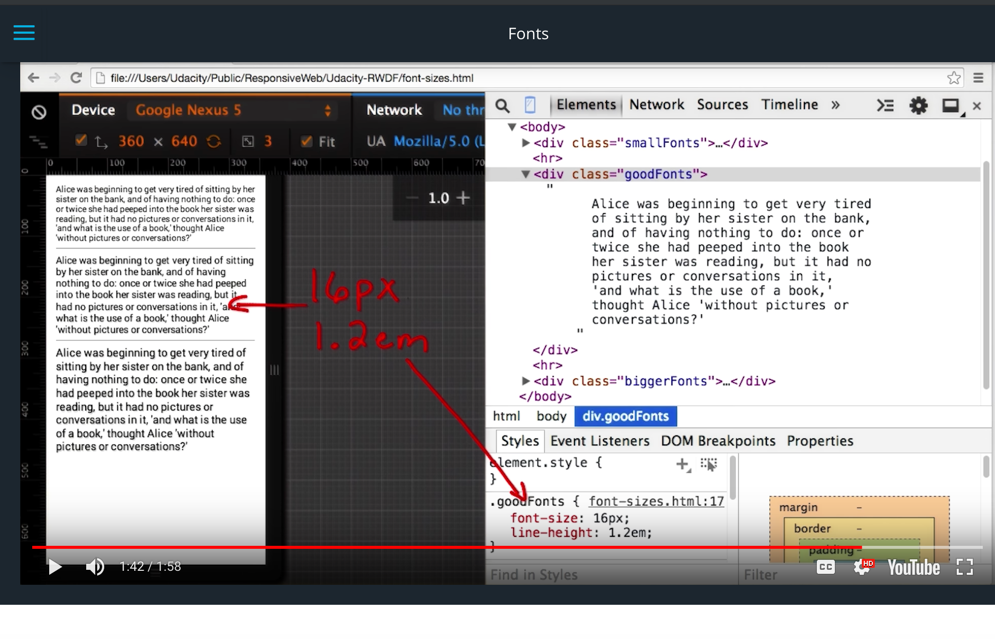 Fonts
file:///Users/Udacity/Public/ResponsiveWeb/Udacity-RWDF/font-sizes.html
Device Google Nexus 5
Network No thr
360 × 640 3 Fit
UA Mozilla/5.0 (L
0 100 200 300 400 500 600 70
0
100
200
300
400
500
600
1.0
Alice was beginning to get very tired of sitting by her
sister on the bank, and of having nothing to do: once
or twice she had peeped into the book her sister was
reading, but it had no pictures or conversations in it,
'and what is the use of a book,' thought Alice
'without pictures or conversations?'
Alice was beginning to get very tired of sitting
by her sister on the bank, and of having
nothing to do: once or twice she had peeped
into the book her sister was reading, but it
had no pictures or conversations in it, 'and
what is the use of a book,' thought Alice
'without pictures or conversations?'
Alice was beginning to get very tired of
sitting by her sister on the bank, and of
having nothing to do: once or twice she
had peeped into the book her sister was
reading, but it had no pictures or
conversations in it, 'and what is the use
of a book,' thought Alice 'without
pictures or conversations?'
16px
1.2em
Elements Network Sources Timeline »
▼<body>
▶<div class="smallFonts">…</div>
<hr>
▼<div class="goodFonts">
"
Alice was beginning to get very tired
of sitting by her sister on the bank,
and of having nothing to do: once or
twice she had peeped into the book
her sister was reading, but it had no
pictures or conversations in it,
'and what is the use of a book,'
thought Alice 'without pictures or
conversations?'
"
</div>
<hr>
▶<div class="biggerFonts">…</div>
</body>
html body div.goodFonts
Styles Event Listeners DOM Breakpoints Properties
element.style {
}
.goodFonts { font-sizes.html:17
font-size: 16px;
line-height: 1.2em;
}
margin -
border -
padding -
Find in Styles
Filter
1:42 / 1:58
CC HD YouTube